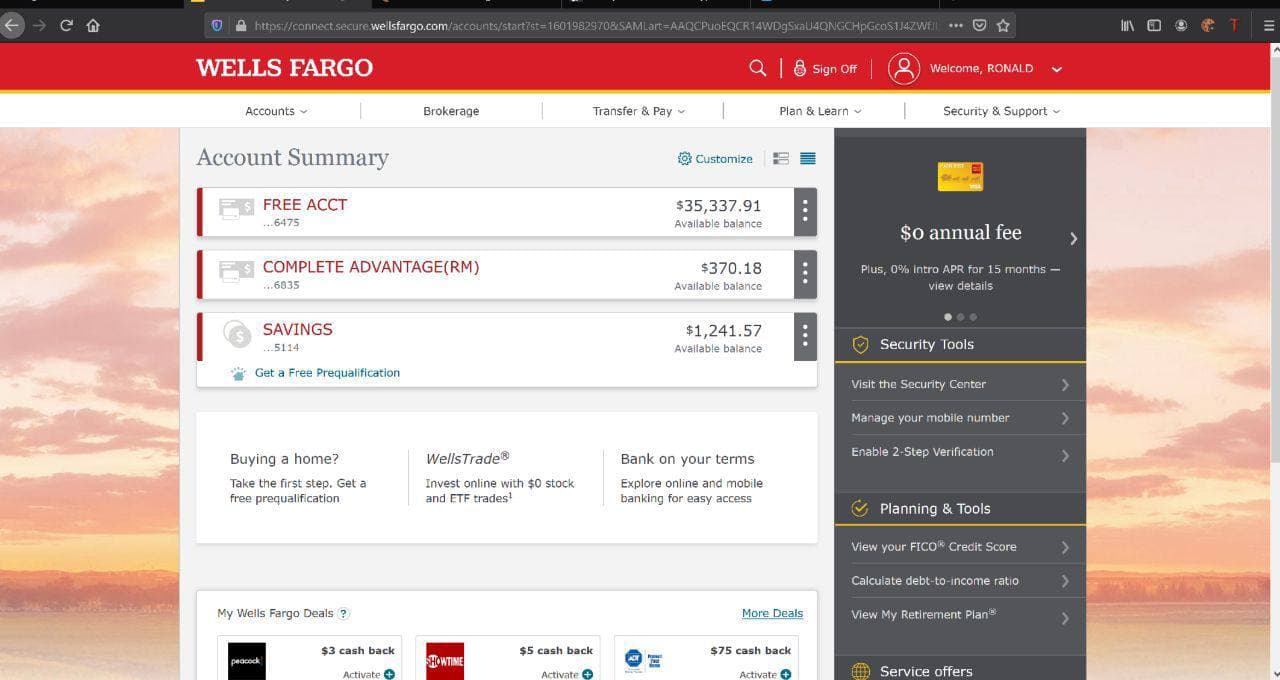 https://connect.secure.wellsfargo.com/accounts/start?st=1601982970&SAMLart=
WELLS FARGO
Sign Off
Welcome, RONALD
Accounts
Brokerage
Transfer & Pay
Plan & Learn
Security & Support
Account Summary
Customize
FREE ACCT
...6475
$35,337.91
Available balance
COMPLETE ADVANTAGE(RM)
...6835
$370.18
Available balance
SAVINGS
...5114
$1,241.57
Available balance
Get a Free Prequalification
Buying a home?
Take the first step. Get a
free prequalification
WellsTrade®
Invest online with $0 stock
and ETF trades¹
Bank on your terms
Explore online and mobile
banking for easy access
My Wells Fargo Deals ?
More Deals
peacock
$3 cash back
Activate
SHOWTIME
$5 cash back
Activate
ADT
$75 cash back
Activate
$0 annual fee
Plus, 0% intro APR for 15 months —
view details
Security Tools
Visit the Security Center
Manage your mobile number
Enable 2-Step Verification
Planning & Tools
View your FICO® Credit Score
Calculate debt-to-income ratio
View My Retirement Plan®
Service offers